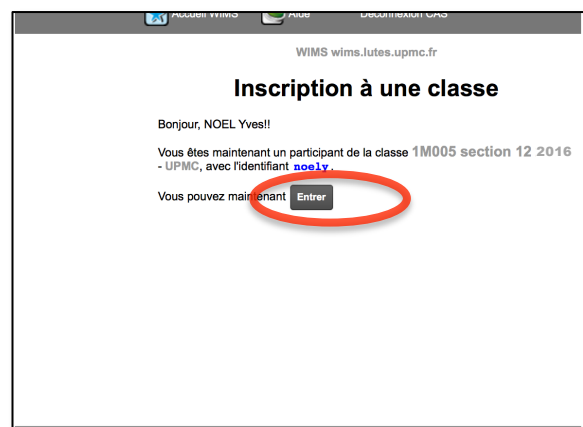 Accueil WIMS Aide Déconnexion CAS
WIMS wims.lutes.upmc.fr
Inscription à une classe
Bonjour, NOEL Yves!!
Vous êtes maintenant un participant de la classe 1M005 section 12 2016
- UPMC, avec l'identifiant noely.
Vous pouvez maintenant Entrer